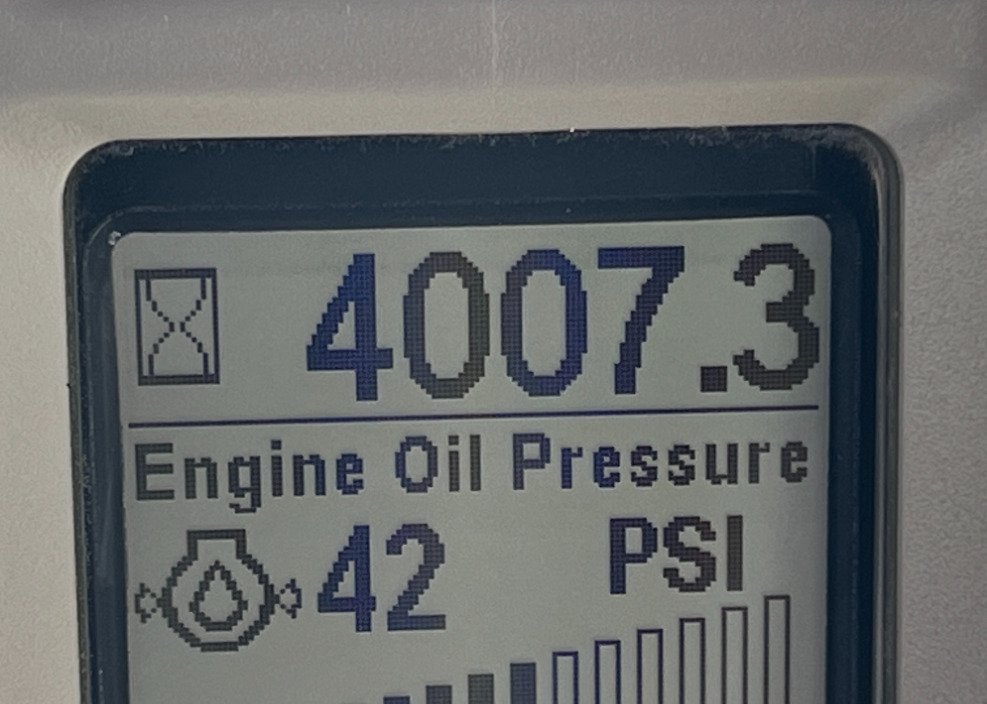 4007.3
Engine Oil Pressure
42 PSI